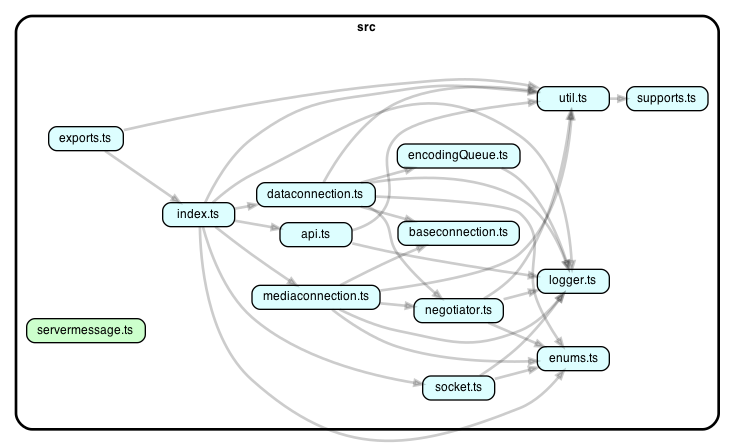 src
util.ts
supports.ts
exports.ts
encodingQueue.ts
dataconnection.ts
index.ts
api.ts
baseconnection.ts
logger.ts
mediaconnection.ts
negotiator.ts
servermessage.ts
enums.ts
socket.ts